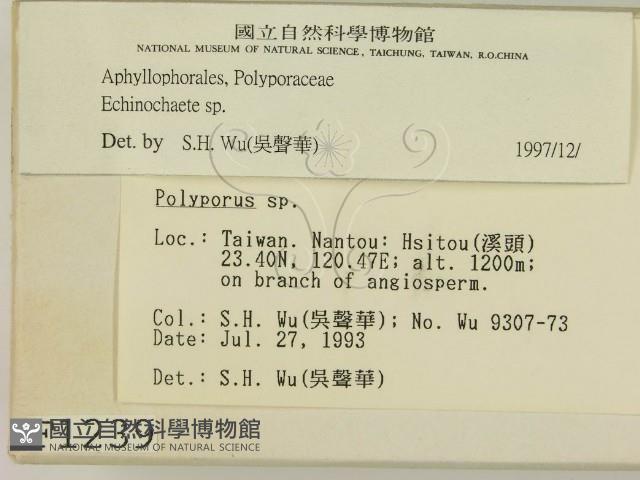 國立自然科學博物館
NATIONAL MUSEUM OF NATURAL SCIENCE, TAICHUNG, TAIWAN, R.O.CHINA
Aphyllophorales, Polyporaceae
Echinochaete sp.
Det. by S.H. Wu(吳聲華) 1997/12/
Polyporus sp.
Loc.: Taiwan. Nantou: Hsitou(溪頭)
23.40N, 120.47E; alt. 1200m;
on branch of angiosperm.
Col.: S.H. Wu(吳聲華); No. Wu 9307-73
Date: Jul. 27, 1993
Det.: S.H. Wu(吳聲華)
F1239
國立自然科學博物館
NATIONAL MUSEUM OF NATURAL SCIENCE